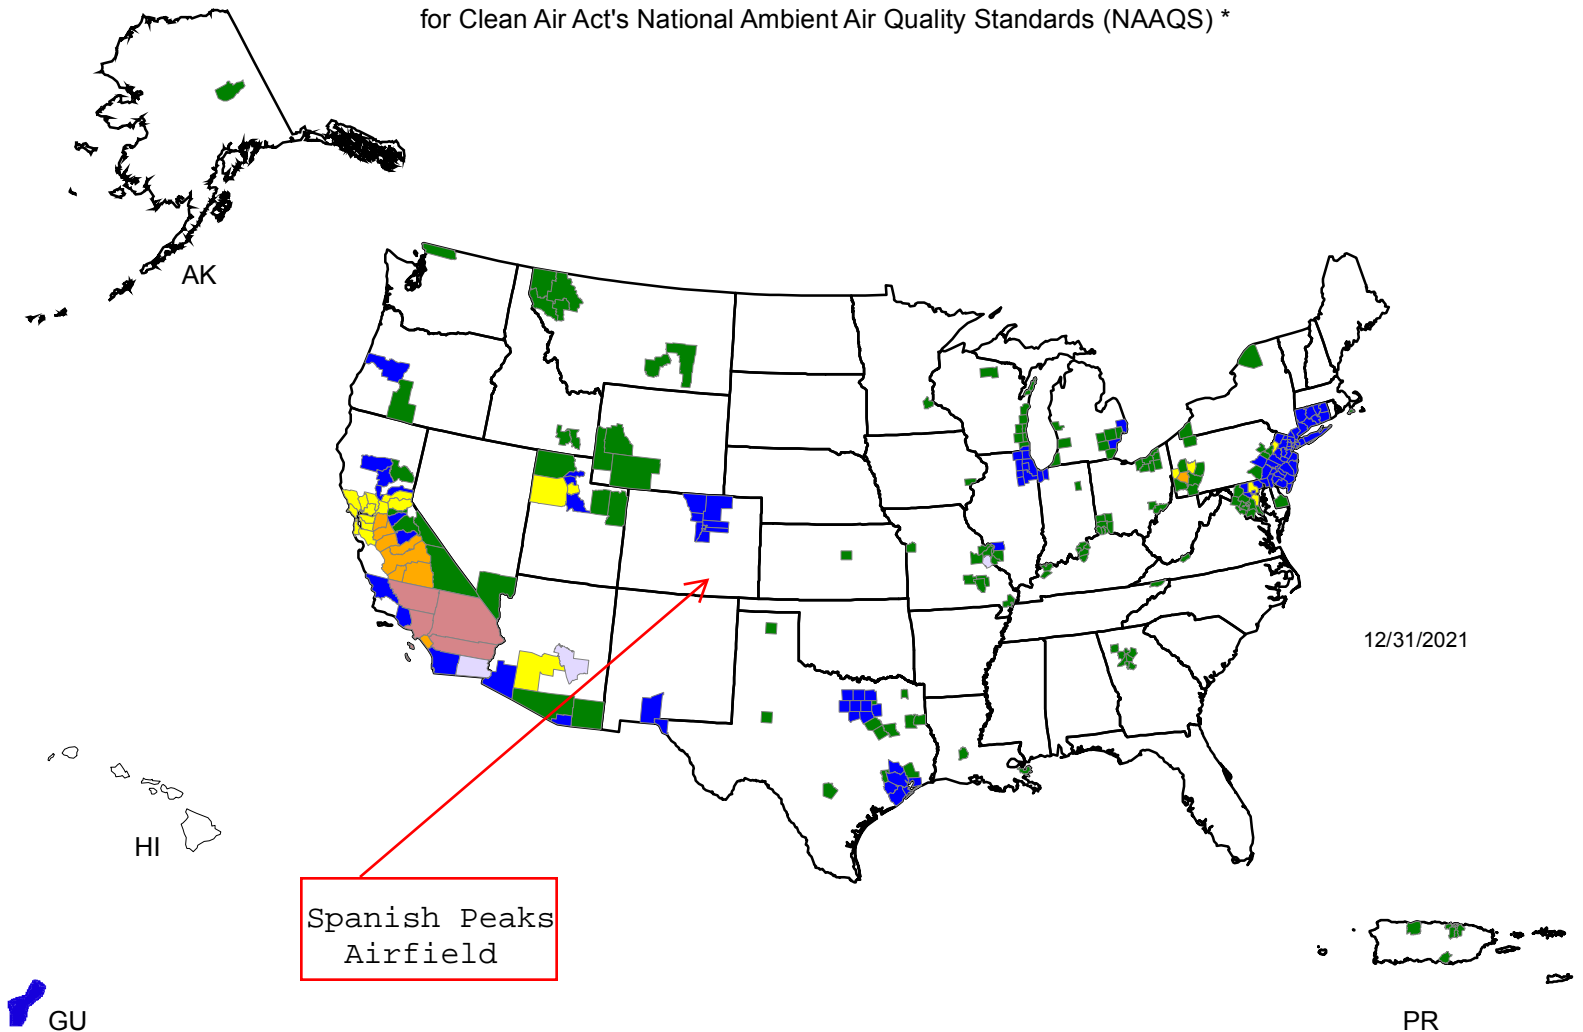 for Clean Air Act's National Ambient Air Quality Standards (NAAQS) *
AK
12/31/2021
HI
Spanish Peaks
Airfield
GU
PR